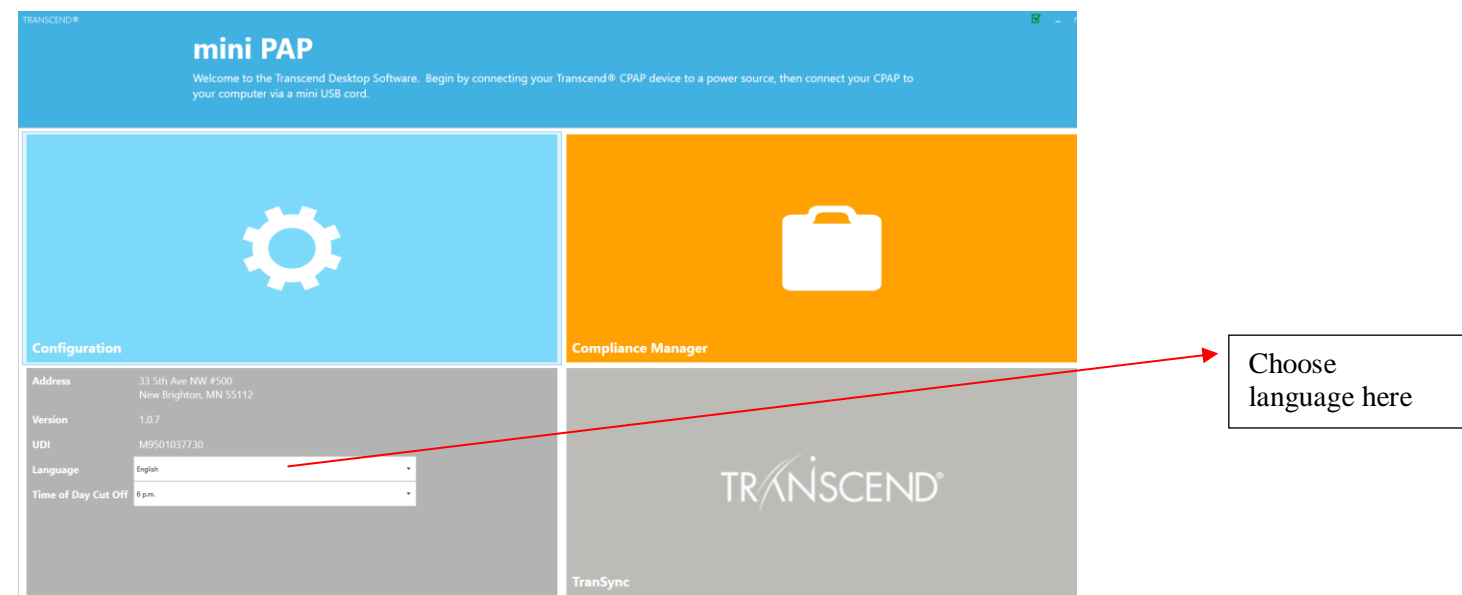 TRANSCEND®
mini PAP
Welcome to the Transcend Desktop Software. Begin by connecting your Transcend® CPAP device to a power source, then connect your CPAP to
your computer via a mini USB cord.
Configuration
Compliance Manager
Address 33 5th Ave NW #500
New Brighton, MN 55112
Version 1.0.7
UDI M9501037730
Language English
Time of Day Cut Off 6 p.m.
TRANSCEND®
TranSync
Choose
language here